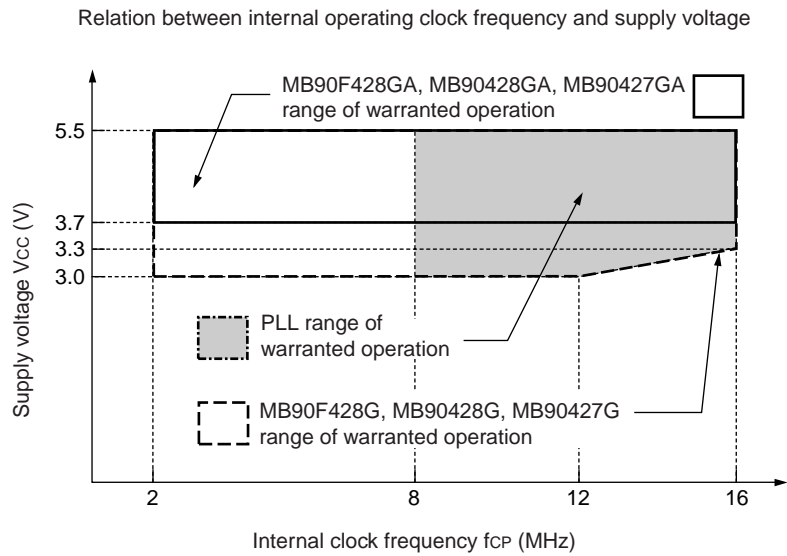 Relation between internal operating clock frequency and supply voltage
MB90F428GA, MB90428GA, MB90427GA
range of warranted operation
5.5
3.7
3.3
3.0
Supply voltage VCC (V)
PLL range of
warranted operation
MB90F428G, MB90428G, MB90427G
range of warranted operation
2
8
12
16
Internal clock frequency fCP (MHz)